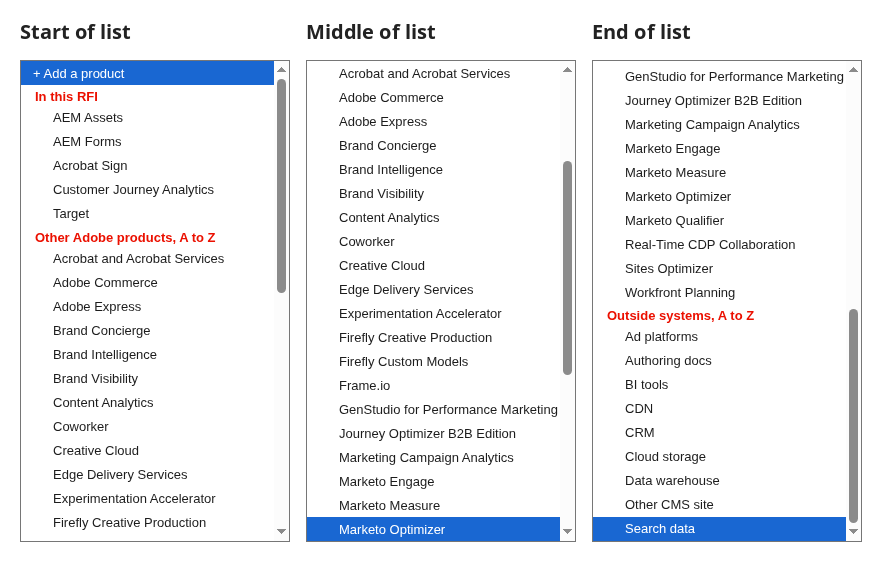 Start of list
+ Add a product
In this RFI
AEM Assets
AEM Forms
Acrobat Sign
Customer Journey Analytics
Target
Other Adobe products, A to Z
Acrobat and Acrobat Services
Adobe Commerce
Adobe Express
Brand Concierge
Brand Intelligence
Brand Visibility
Content Analytics
Coworker
Creative Cloud
Edge Delivery Services
Experimentation Accelerator
Firefly Creative Production
Middle of list
Acrobat and Acrobat Services
Adobe Commerce
Adobe Express
Brand Concierge
Brand Intelligence
Brand Visibility
Content Analytics
Coworker
Creative Cloud
Edge Delivery Services
Experimentation Accelerator
Firefly Creative Production
Firefly Custom Models
Frame.io
GenStudio for Performance Marketing
Journey Optimizer B2B Edition
Marketing Campaign Analytics
Marketo Engage
Marketo Measure
Marketo Optimizer
End of list
GenStudio for Performance Marketing
Journey Optimizer B2B Edition
Marketing Campaign Analytics
Marketo Engage
Marketo Measure
Marketo Optimizer
Marketo Qualifier
Real-Time CDP Collaboration
Sites Optimizer
Workfront Planning
Outside systems, A to Z
Ad platforms
Authoring docs
BI tools
CDN
CRM
Cloud storage
Data warehouse
Other CMS site
Search data